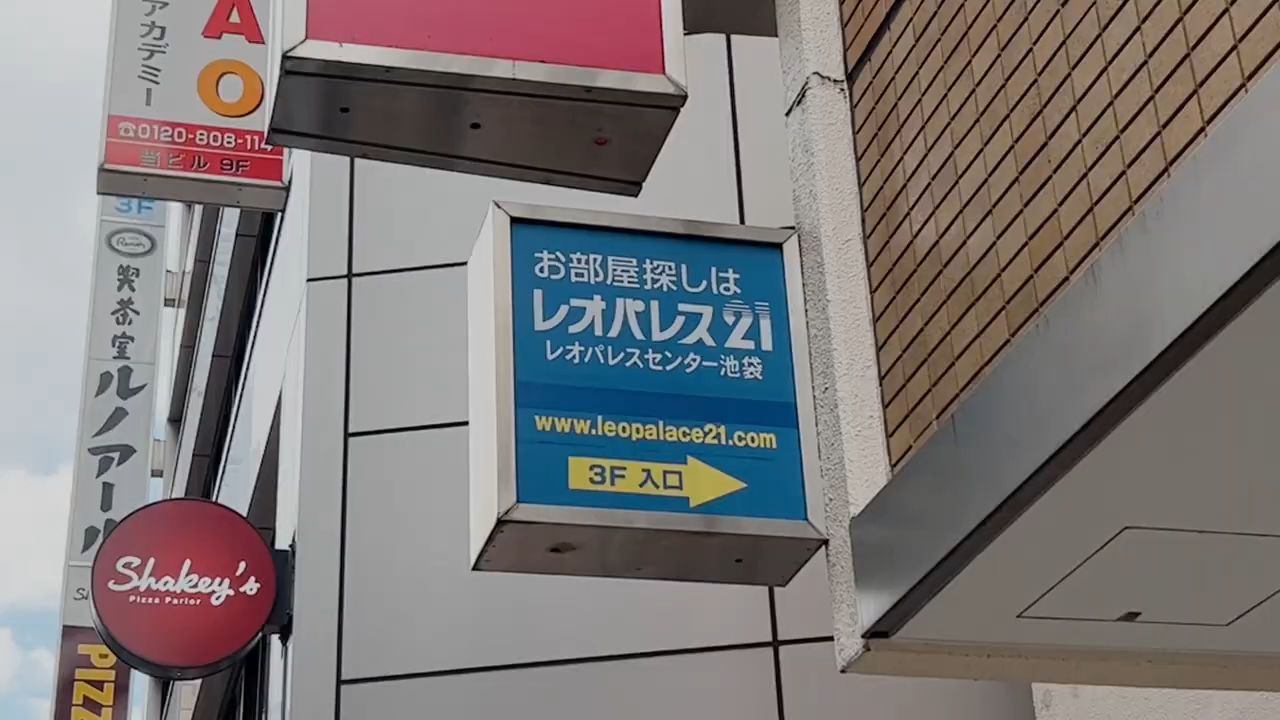 アカデミー
AO
☎0120-808-114
当ビル 9F
3F
Renoir
喫茶室
ルノアール
Shakey's
Pizza Parlor
PIZZ
お部屋探しは
レオパレス21
レオパレスセンター池袋
www.leopalace21.com
3F 入口